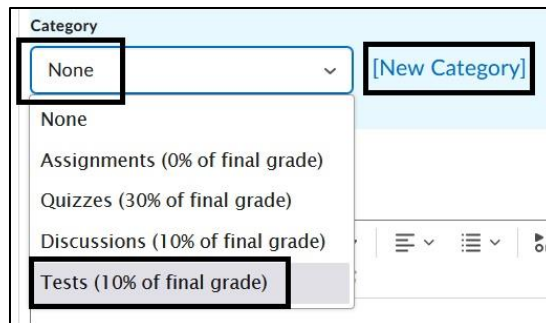 Category
None
[New Category]
None
Assignments (0% of final grade)
Quizzes (30% of final grade)
Discussions (10% of final grade)
Tests (10% of final grade)